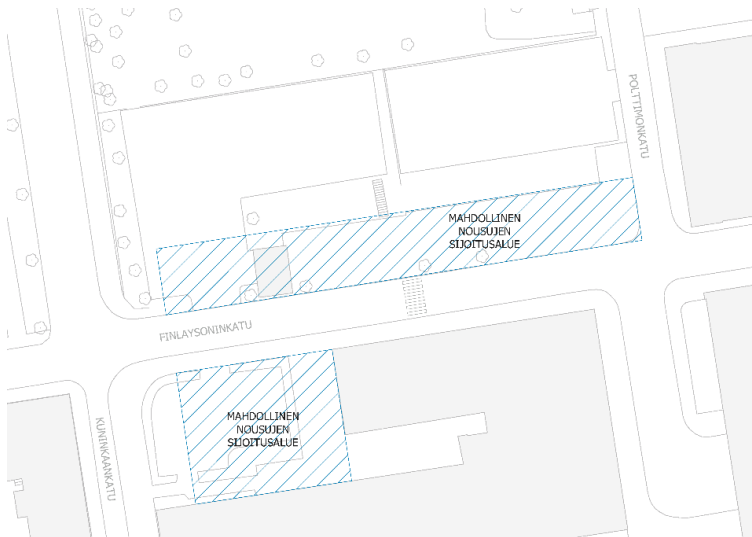 POLTTIMONKATU
MAHDOLLINEN
NOUSUJEN
SIJOITUSALUE
FINLAYSONINKATU
MAHDOLLINEN
NOUSUJEN
SIJOITUSALUE
KUNINKAANKATU